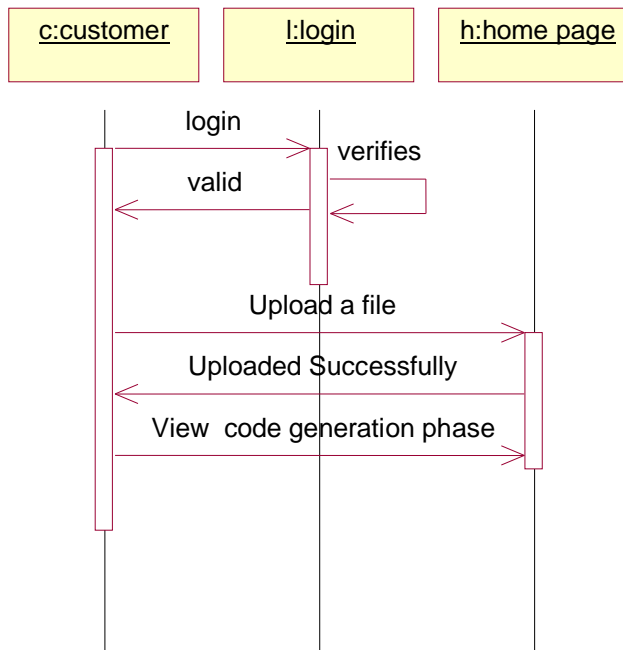 c:customer
l:login
h:home page
login
verifies
valid
Upload a file
Uploaded Successfully
View code generation phase